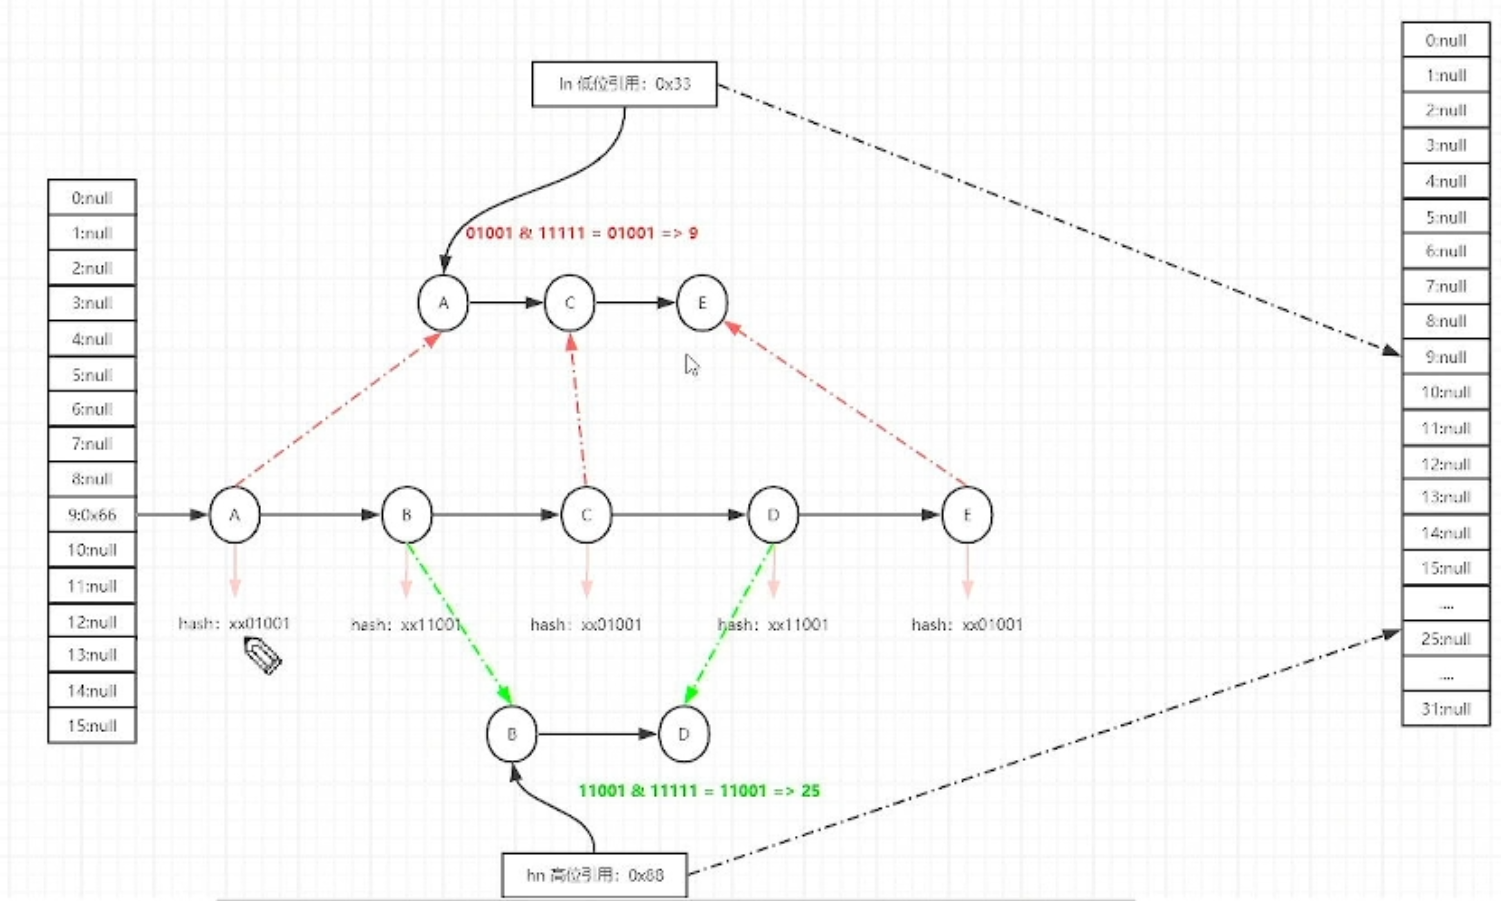 0:null
1:null
2:null
3:null
4:null
5:null
6:null
7:null
8:null
9:0x66
10:null
11:null
12:null
13:null
14:null
15:null
ln 低位引用：0x33
01001 & 11111 = 01001 => 9
A
C
E
A
B
C
D
E
hash：xx01001
hash：xx11001
hash：xx01001
hash：xx11001
hash：xx01001
B
D
11001 & 11111 = 11001 => 25
hn 高位引用：0x88
0:null
1:null
2:null
3:null
4:null
5:null
6:null
7:null
8:null
9:null
10:null
11:null
12:null
13:null
14:null
15:null
....
25:null
....
31:null